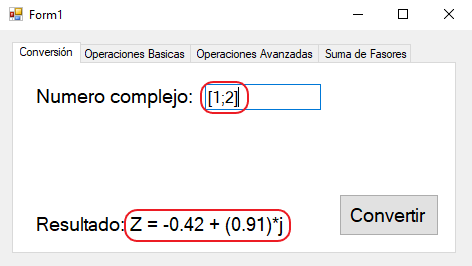 Form1
Conversión Operaciones Basicas Operaciones Avanzadas Suma de Fasores
Numero complejo: [1;2]
Resultado: Z = -0.42 + (0.91)*j
Convertir